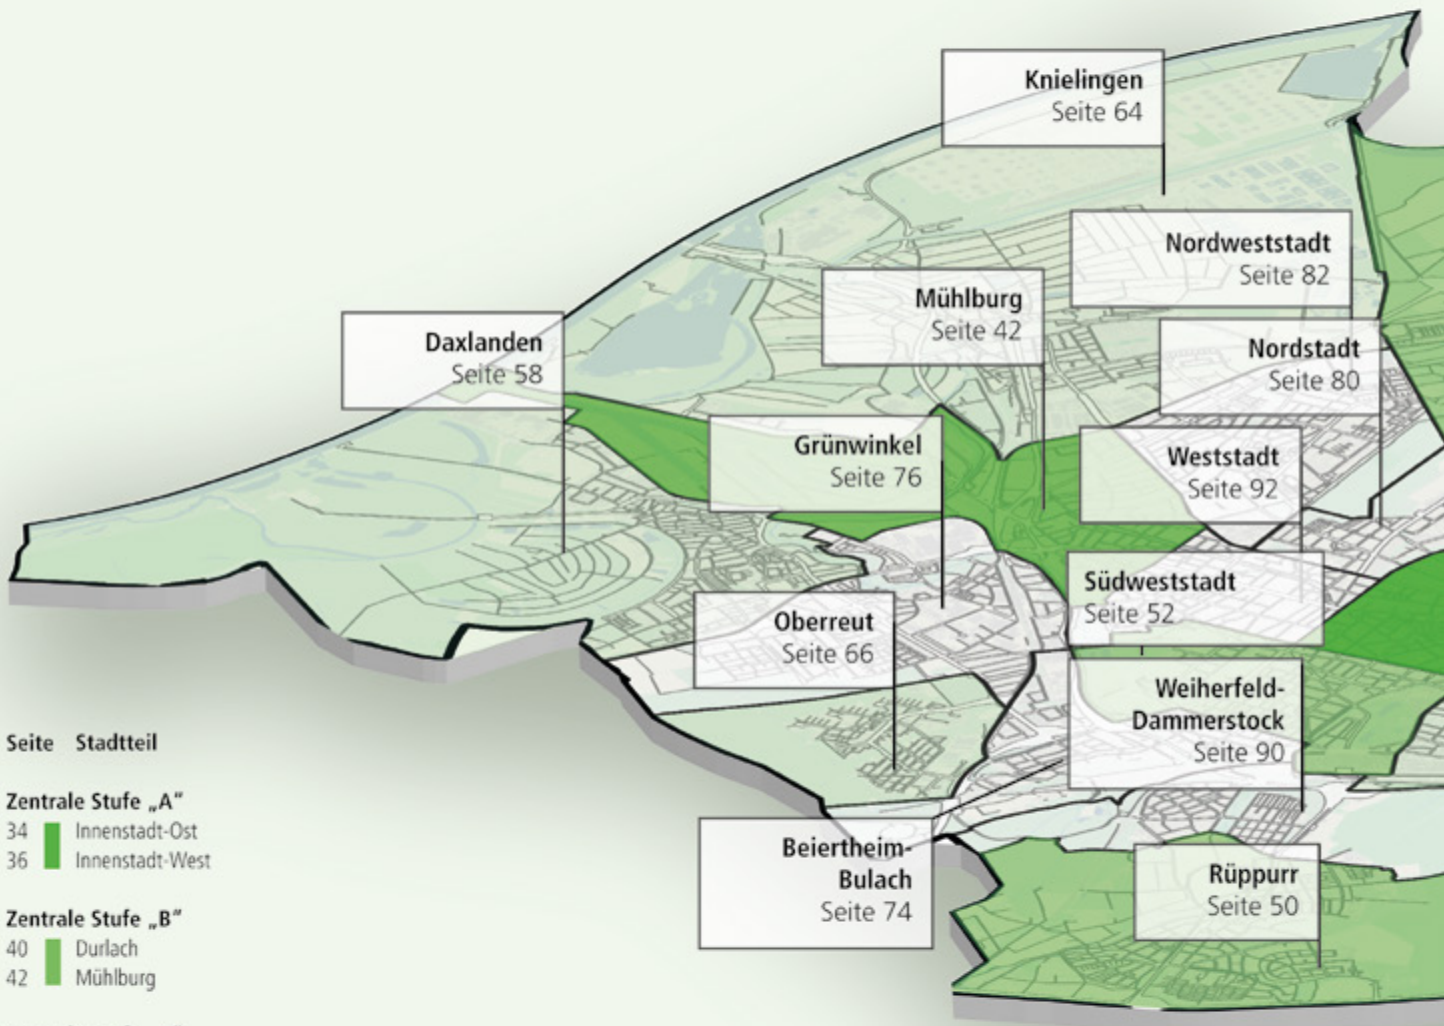 Knielingen
Seite 64
Nordweststadt
Seite 82
Mühlburg
Seite 42
Daxlanden
Seite 58
Nordstadt
Seite 80
Grünwinkel
Seite 76
Weststadt
Seite 92
Südweststadt
Seite 52
Oberreut
Seite 66
Weiherfeld-
Dammerstock
Seite 90
Beiertheim-
Bulach
Seite 74
Rüppurr
Seite 50
Seite Stadtteil
Zentrale Stufe „A“
34 Innenstadt-Ost
36 Innenstadt-West
Zentrale Stufe „B“
40 Durlach
42 Mühlburg